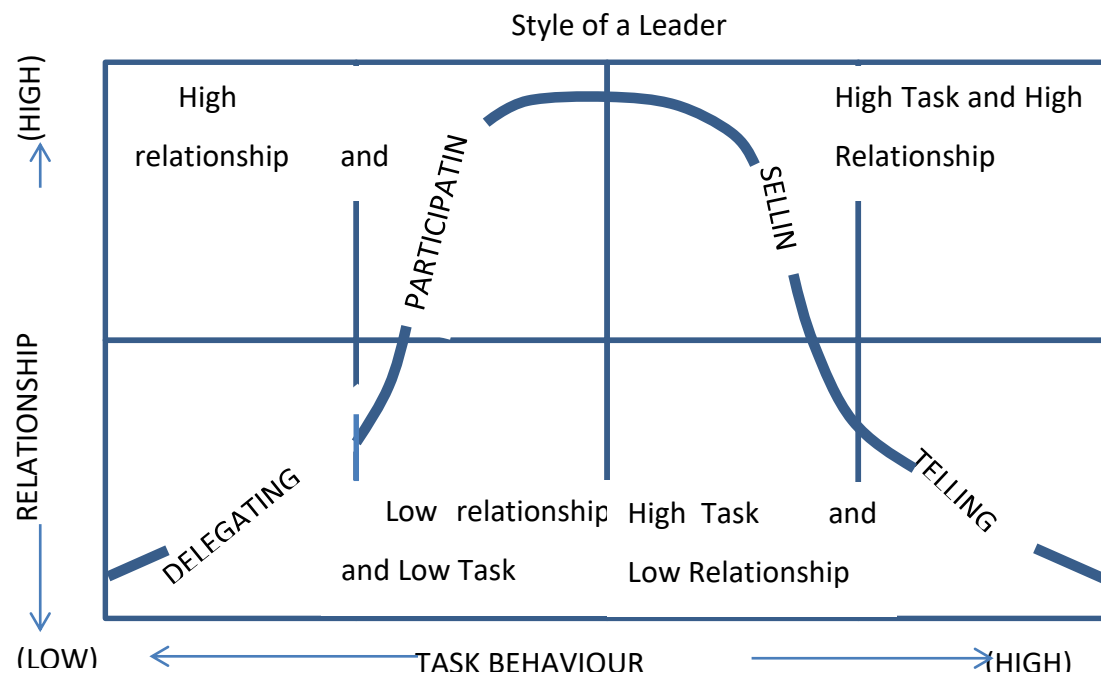 Style of a Leader
(HIGH)
High
relationship and
High Task and High
Relationship
PARTICIPATIN
SELLIN
RELATIONSHIP
DELEGATING
TELLING
Low relationship
and Low Task
High Task and
Low Relationship
(LOW)
TASK BEHAVIOUR
(HIGH)